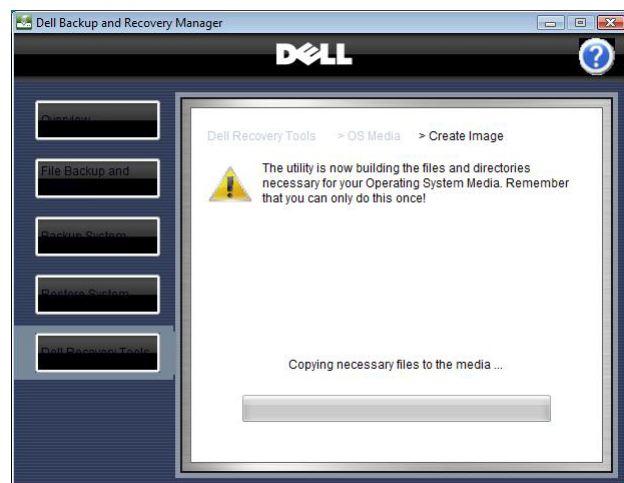 Dell Backup and Recovery Manager
DELL
?
Overview
File Backup and
Backup System
Restore System
Dell Recovery Tools
Dell Recovery Tools > OS Media > Create Image
The utility is now building the files and directories
necessary for your Operating System Media. Remember
that you can only do this once!
Copying necessary files to the media ...